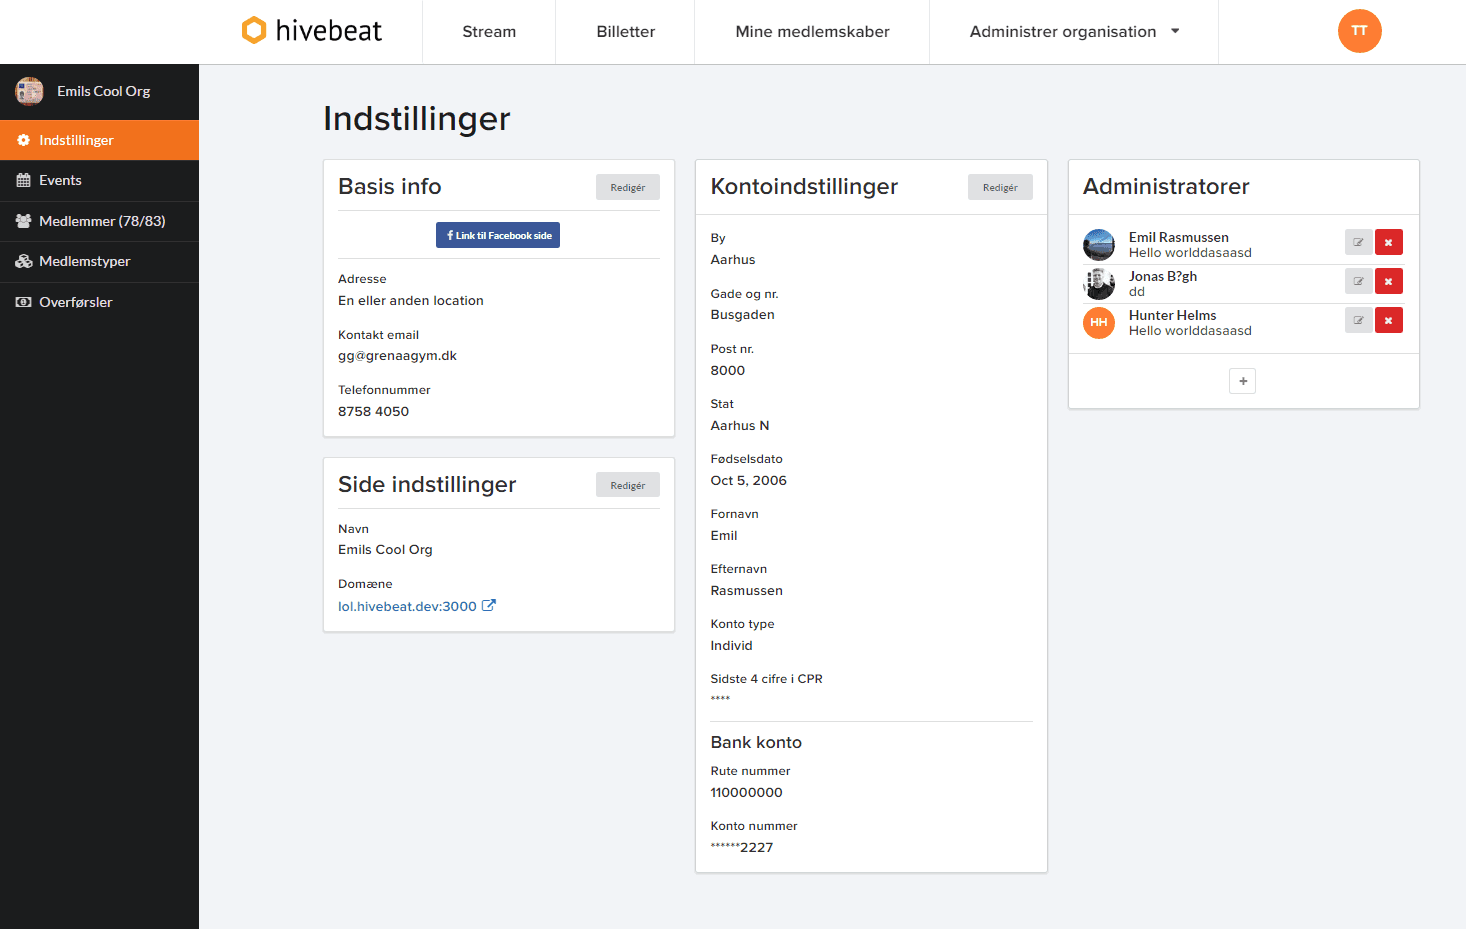 hivebeat
Stream
Billetter
Mine medlemskaber
Administrer organisation
TT
Emils Cool Org
Indstillinger
Events
Medlemmer (78/83)
Medlemstyper
Overførsler
Indstillinger
Basis info
Redigér
f Link til Facebook side
Adresse
En eller anden location
Kontakt email
gg@grenaagym.dk
Telefonnummer
8758 4050
Side indstillinger
Redigér
Navn
Emils Cool Org
Domæne
lol.hivebeat.dev:3000
Kontoindstillinger
Redigér
By
Aarhus
Gade og nr.
Busgaden
Post nr.
8000
Stat
Aarhus N
Fødselsdato
Oct 5, 2006
Fornavn
Emil
Efternavn
Rasmussen
Konto type
Individ
Sidste 4 cifre i CPR
****
Bank konto
Rute nummer
110000000
Konto nummer
******2227
Administratorer
Emil Rasmussen
Hello worlddasaasd
Jonas B?gh
dd
HH
Hunter Helms
Hello worlddasaasd
+